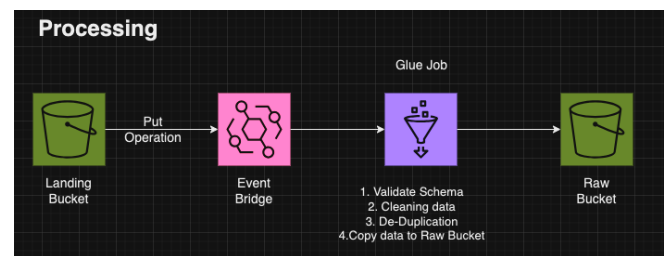 Processing
Glue Job
Put
Operation
Landing
Bucket
Event
Bridge
1. Validate Schema
2. Cleaning data
3. De-Duplication
4.Copy data to Raw Bucket
Raw
Bucket